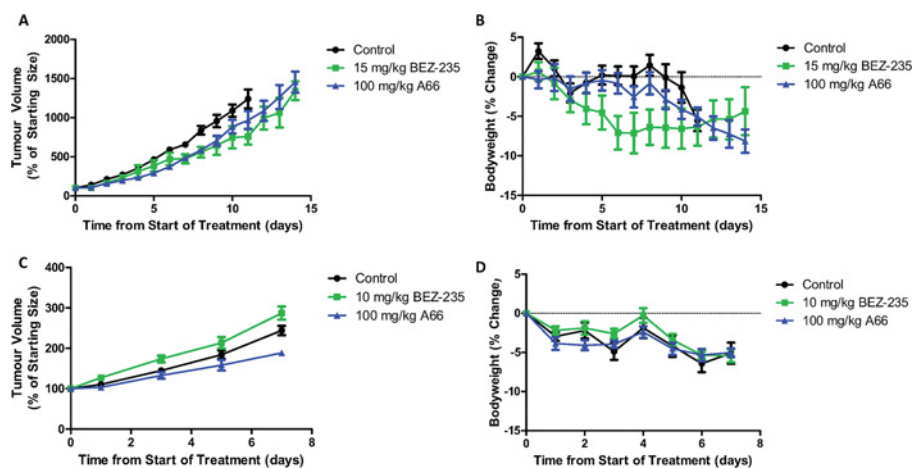 A
Tumour Volume
(% of Starting Size)
2000
1500
1000
500
0
0 5 10 15
Time from Start of Treatment (days)
Control
15 mg/kg BEZ-235
100 mg/kg A66
B
Bodyweight (% Change)
5
0
-5
-10
-15
0 5 10 15
Time from Start of Treatment (days)
Control
15 mg/kg BEZ-235
100 mg/kg A66
C
Tumour Volume
(% of Starting Size)
400
300
200
100
0
0 2 4 6 8
Time from Start of Treatment (days)
Control
10 mg/kg BEZ-235
100 mg/kg A66
D
Bodyweight (% Change)
5
0
-5
-10
-15
0 2 4 6 8
Time from Start of Treatment (days)
Control
10 mg/kg BEZ-235
100 mg/kg A66